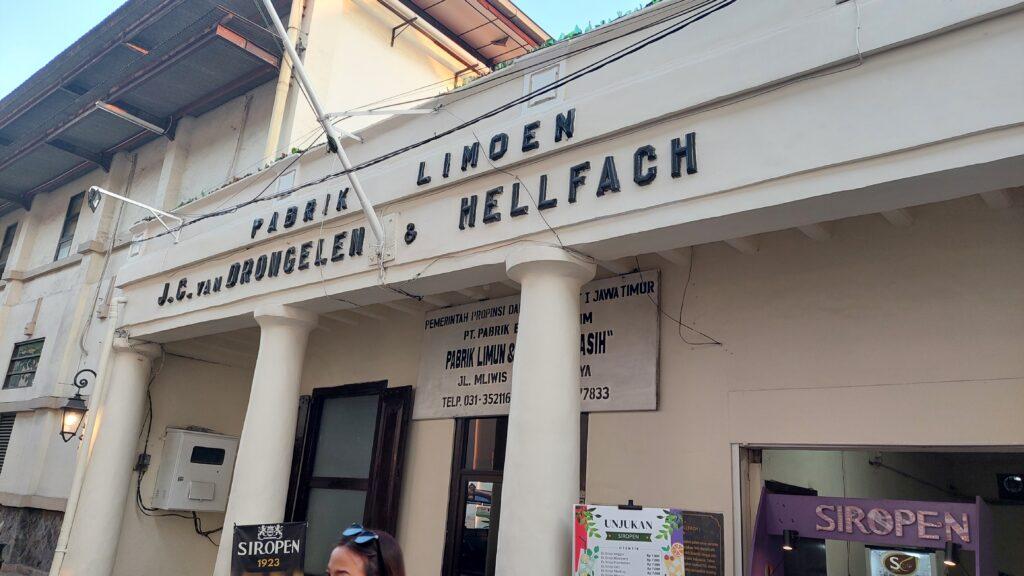 PABRIK LIMOEN
J.C. VAN DRONGELEN & HELLFACH
PEMERINTAH PROPINSI DA I JAWA TIMUR
PT. PABRIK E IM
PABRIK LIMUN & ASIH"
JL. MLIWIS YA
TELP. 031-352116 77833
SIROPEN
1923
UNJUKAN
SIROPEN
SIROPEN